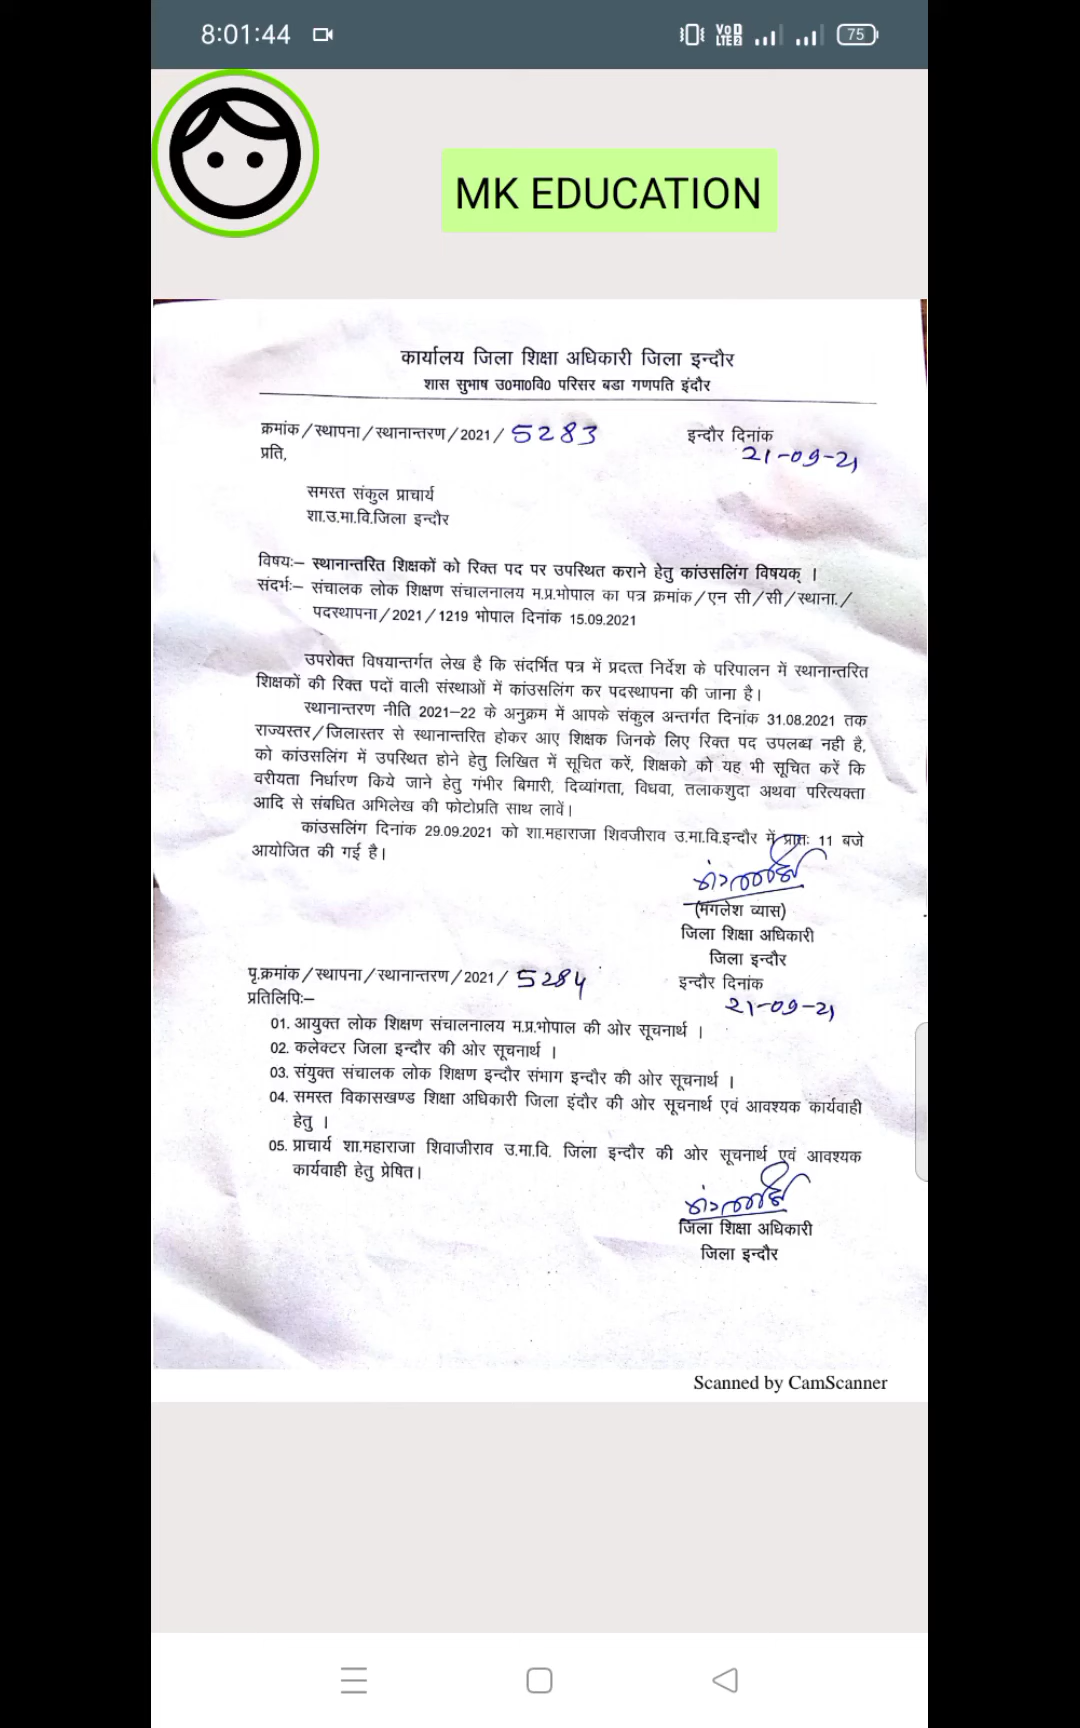 8:01:44
VoD
LTE2
75
MK EDUCATION
कार्यालय जिला शिक्षा अधिकारी जिला इन्दौर
शास सुभाष उ0मा0वि0 परिसर बडा गणपति इंदौर
क्रमांक/स्थापना/स्थानान्तरण/2021/ 5283 इन्दौर दिनांक
21-09-21
प्रति,
समस्त संकुल प्राचार्य
शा.उ.मा.वि.जिला इन्दौर
विषयः– स्थानान्तरित शिक्षकों को रिक्त पद पर उपस्थित कराने हेतु कांउसलिंग विषयक् ।
संदर्भः– संचालक लोक शिक्षण संचालनालय म.प्र.भोपाल का पत्र क्रमांक/एन सी/सी/स्थाना./
पदस्थापना/2021/1219 भोपाल दिनांक 15.09.2021
उपरोक्त विषयान्तर्गत लेख है कि संदर्भित पत्र में प्रदत्त निर्देश के परिपालन में स्थानान्तरित
शिक्षकों की रिक्त पदों वाली संस्थाओं में कांउसलिंग कर पदस्थापना की जाना है।
स्थानान्तरण नीति 2021–22 के अनुक्रम में आपके संकुल अन्तर्गत दिनांक 31.08.2021 तक
राज्यस्तर/जिलास्तर से स्थानान्तरित होकर आए शिक्षक जिनके लिए रिक्त पद उपलब्ध नही है,
को कांउसलिंग में उपस्थित होने हेतु लिखित में सूचित करें, शिक्षको को यह भी सूचित करें कि
वरीयता निर्धारण किये जाने हेतु गंभीर बिमारी, दिव्यांगता, विधवा, तलाकशुदा अथवा परित्यक्ता
आदि से संबधित अभिलेख की फोटोप्रति साथ लावें।
कांउसलिंग दिनांक 29.09.2021 को शा.महाराजा शिवजीराव उ.मा.वि.इन्दौर में प्रातः 11 बजे
आयोजित की गई है।
(मंगलेश व्यास)
जिला शिक्षा अधिकारी
जिला इन्दौर
पृ.क्रमांक/स्थापना/स्थानान्तरण/2021/ 5284 इन्दौर दिनांक
21-09-21
प्रतिलिपिः–
01. आयुक्त लोक शिक्षण संचालनालय म.प्र.भोपाल की ओर सूचनार्थ ।
02. कलेक्टर जिला इन्दौर की ओर सूचनार्थ ।
03. संयुक्त संचालक लोक शिक्षण इन्दौर संभाग इन्दौर की ओर सूचनार्थ ।
04. समस्त विकासखण्ड शिक्षा अधिकारी जिला इंदौर की ओर सूचनार्थ एवं आवश्यक कार्यवाही
हेतु ।
05. प्राचार्य शा.महाराजा शिवाजीराव उ.मा.वि. जिला इन्दौर की ओर सूचनार्थ एवं आवश्यक
कार्यवाही हेतु प्रेषित।
जिला शिक्षा अधिकारी
जिला इन्दौर
Scanned by CamScanner